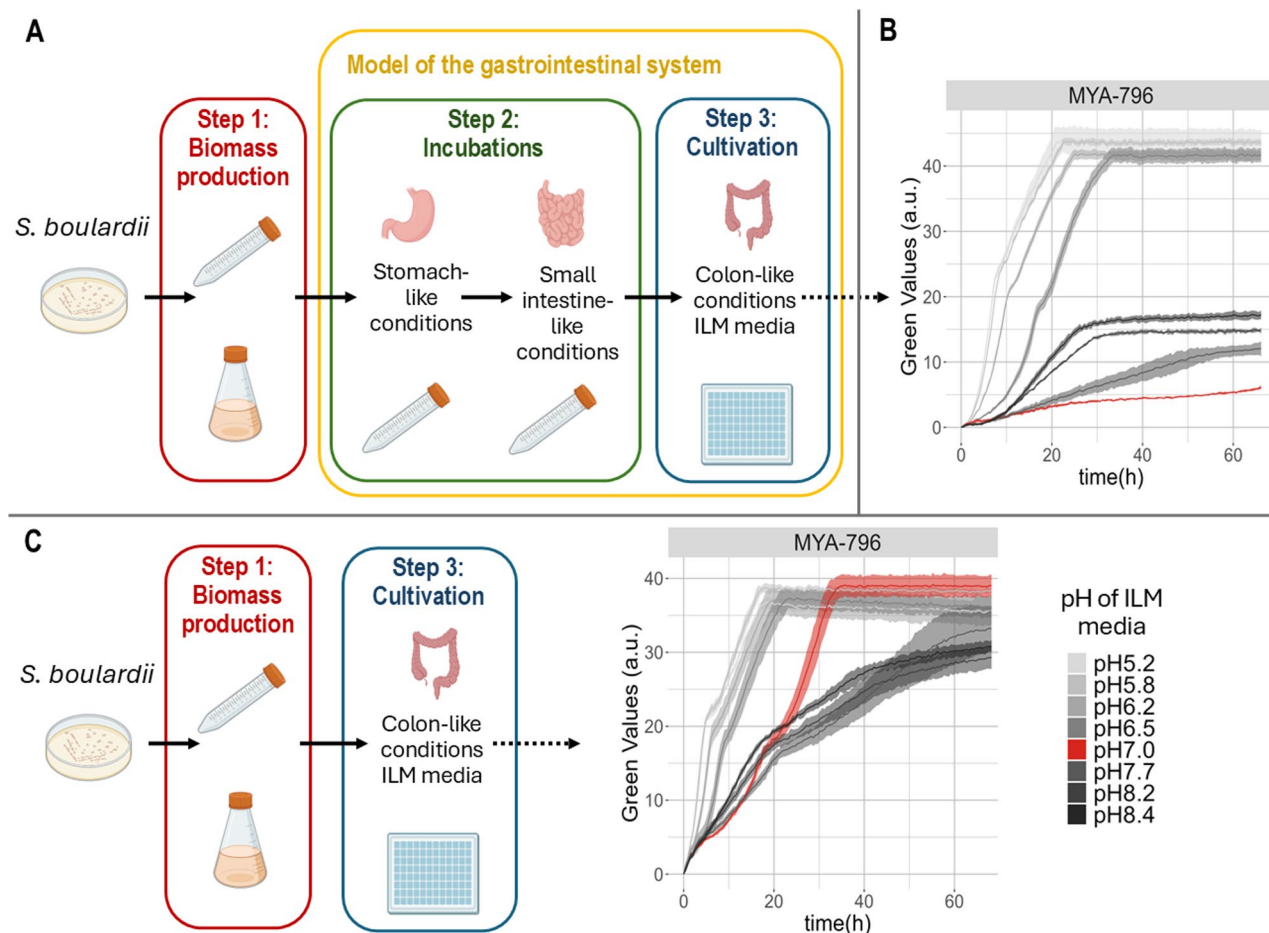 A
Model of the gastrointestinal system
Step 1:
Biomass
production
Step 2:
Incubations
Step 3:
Cultivation
S. boulardii
Stomach-
like
conditions
Small
intestine-
like
conditions
Colon-like
conditions
ILM media
B
MYA-796
Green Values (a.u.)
40
30
20
10
0
0
20
40
60
time(h)
C
Step 1:
Biomass
production
Step 3:
Cultivation
S. boulardii
Colon-like
conditions
ILM media
MYA-796
Green Values (a.u.)
40
30
20
10
0
0
20
40
60
time(h)
pH of ILM
media
pH5.2
pH5.8
pH6.2
pH6.5
pH7.0
pH7.7
pH8.2
pH8.4